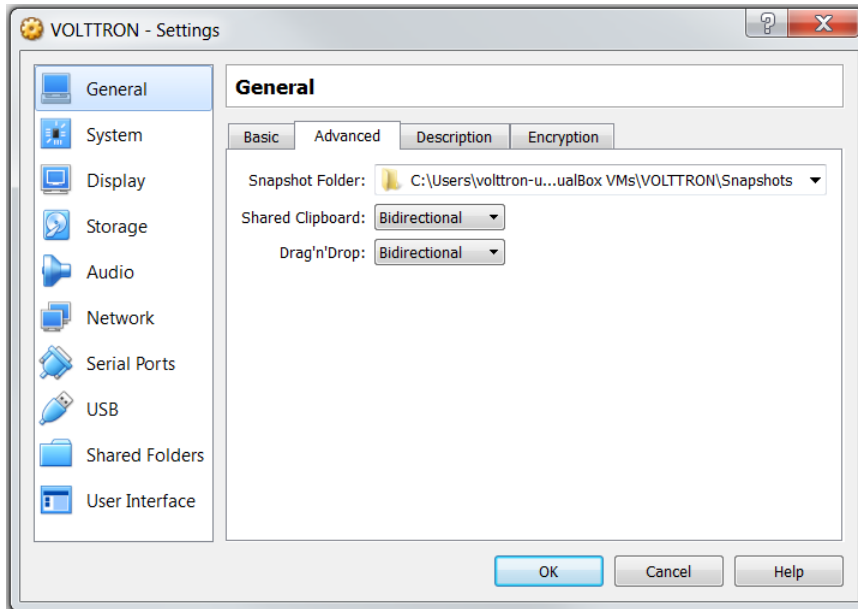 VOLTTRON - Settings
General
System
Display
Storage
Audio
Network
Serial Ports
USB
Shared Folders
User Interface
General
Basic Advanced Description Encryption
Snapshot Folder: C:\Users\volttron-u...ualBox VMs\VOLTTRON\Snapshots
Shared Clipboard: Bidirectional
Drag'n'Drop: Bidirectional
OK Cancel Help